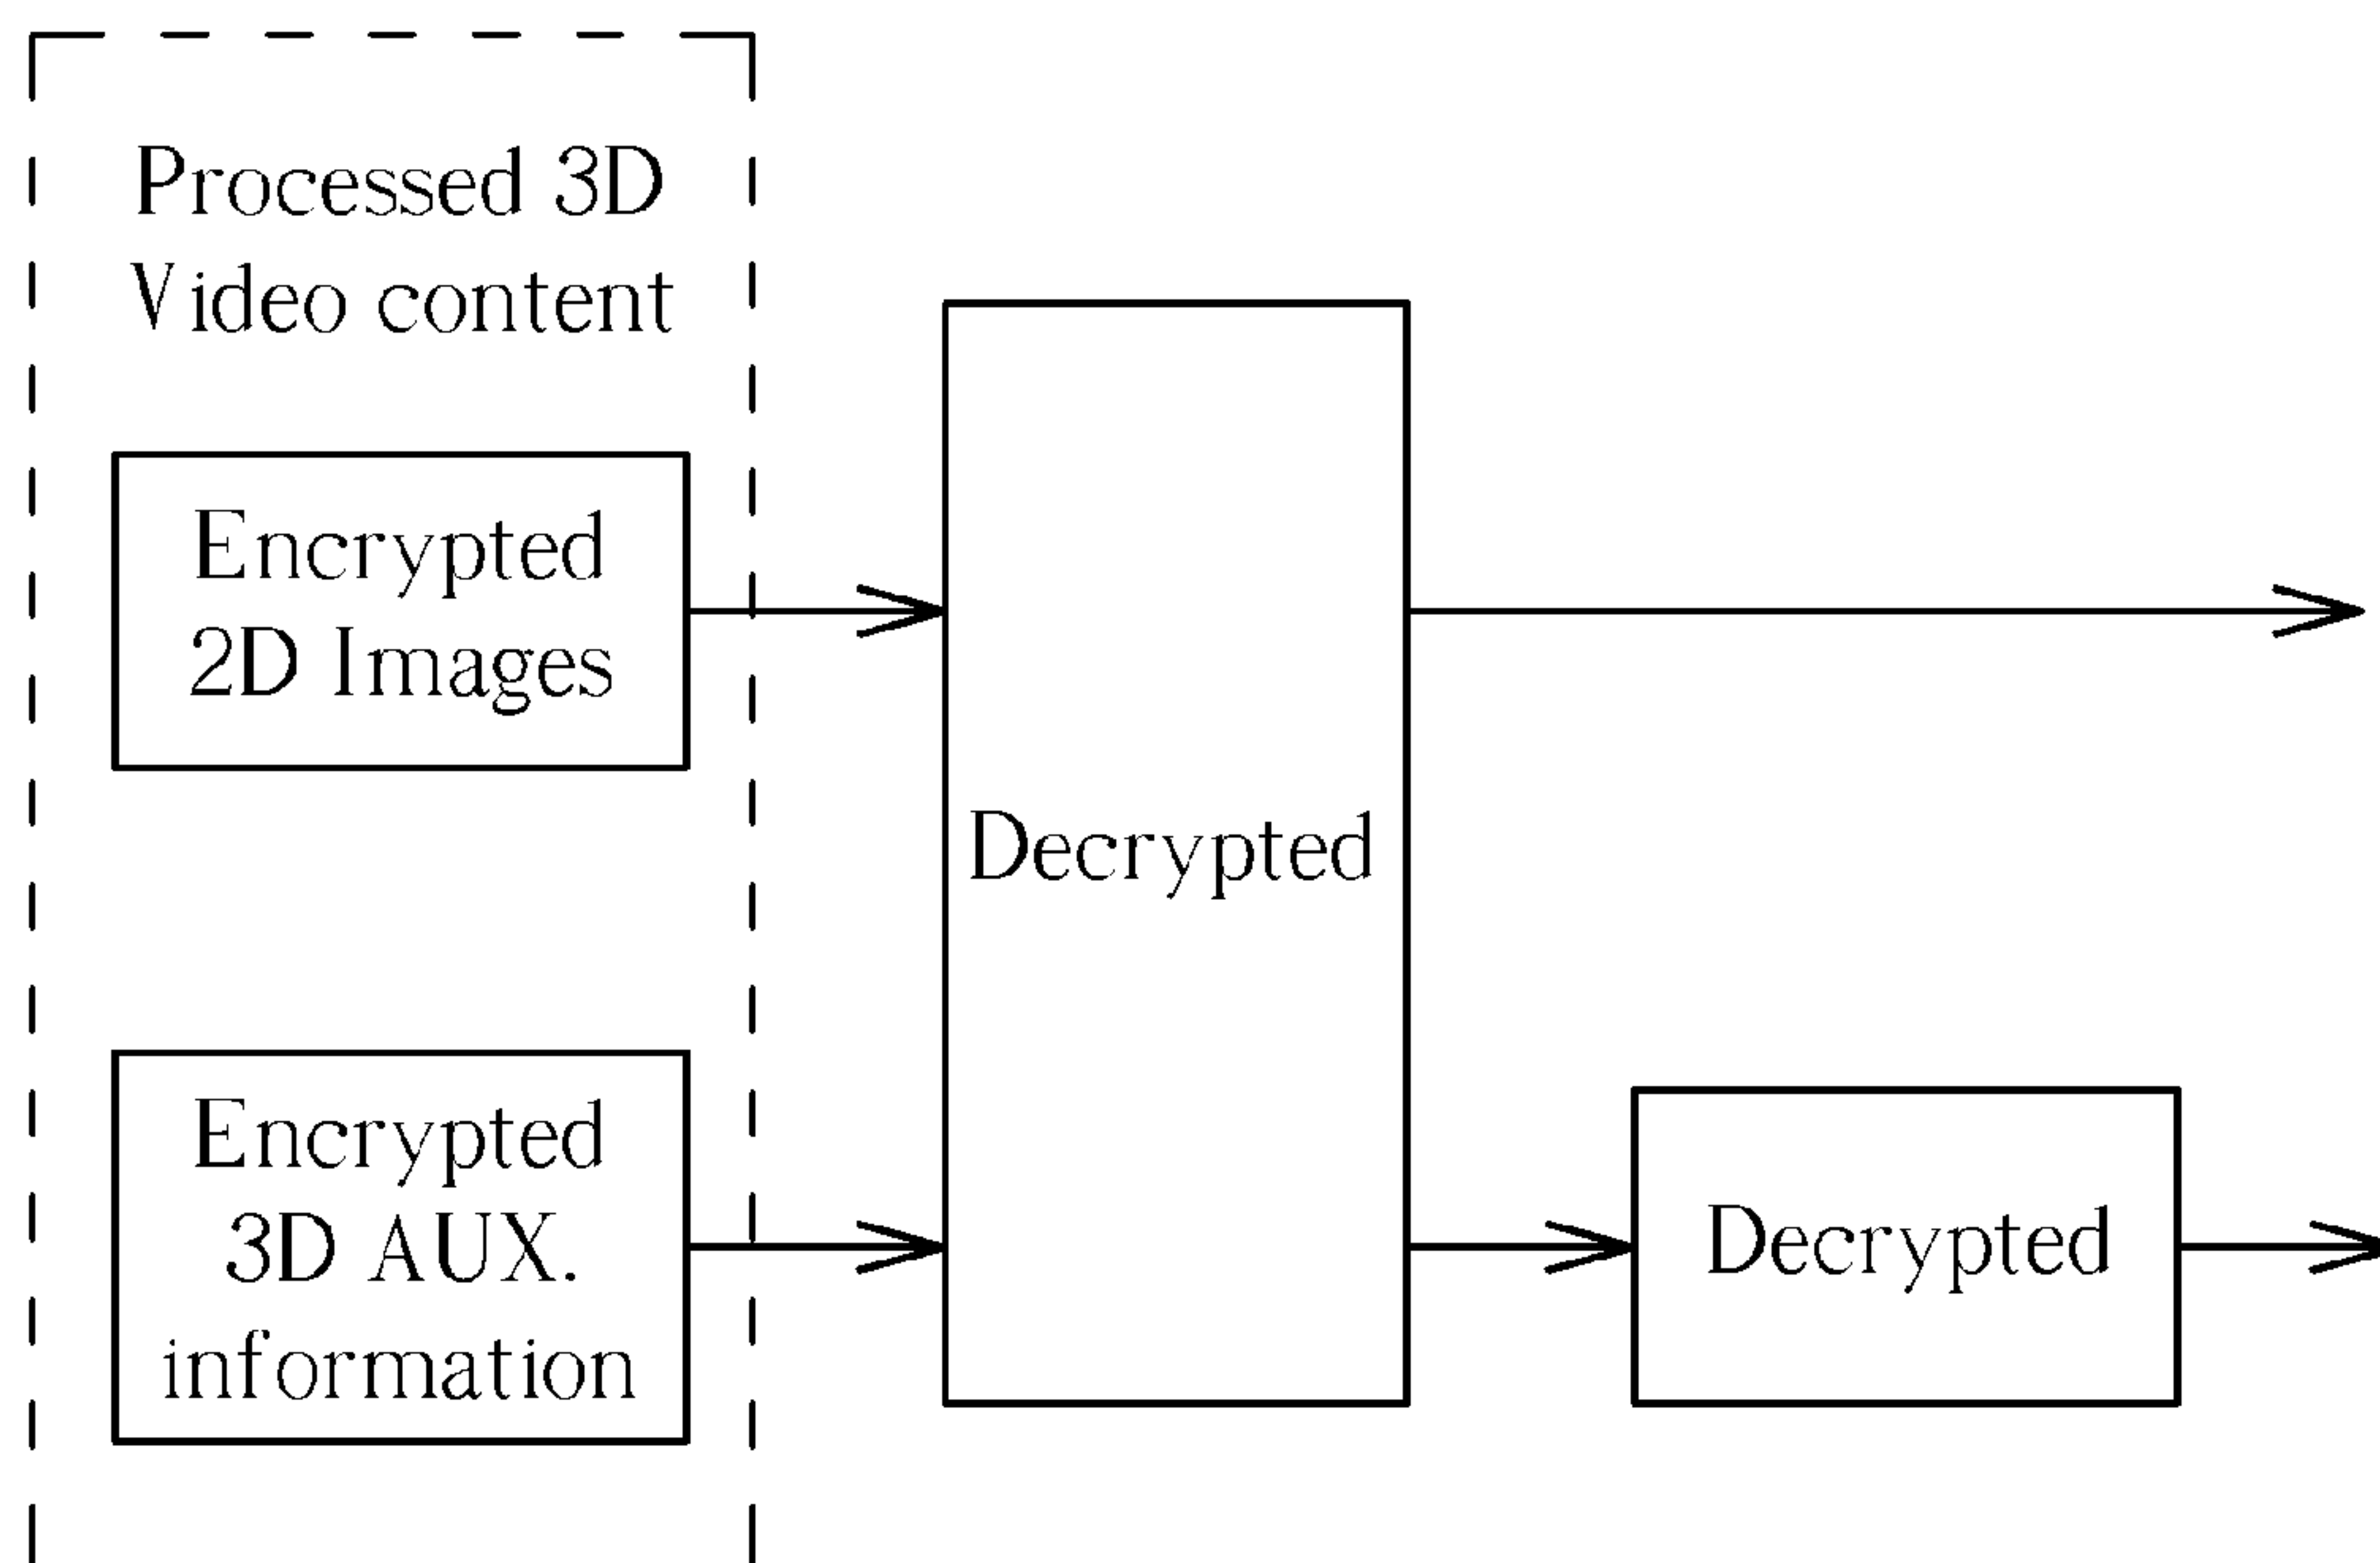 Processed 3D
Video content
Encrypted
2D Images
Decrypted
Encrypted
3D AUX.
information
Decrypted